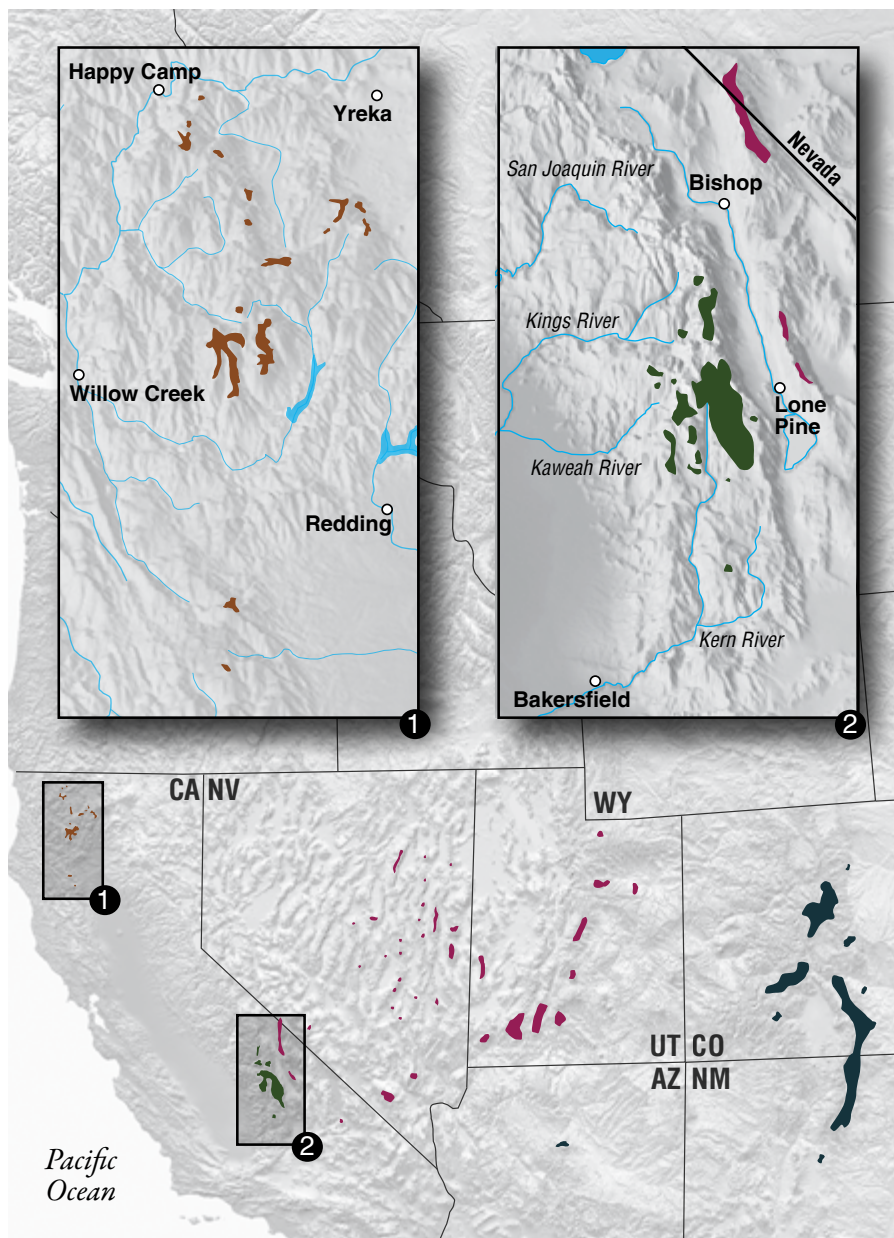 Happy Camp
Yreka
Willow Creek
Redding
1
San Joaquin River
Nevada
Bishop
Kings River
Lone
Pine
Kaweah River
Kern River
Bakersfield
2
CA NV
WY
1
UT CO
AZ NM
2
Pacific
Ocean